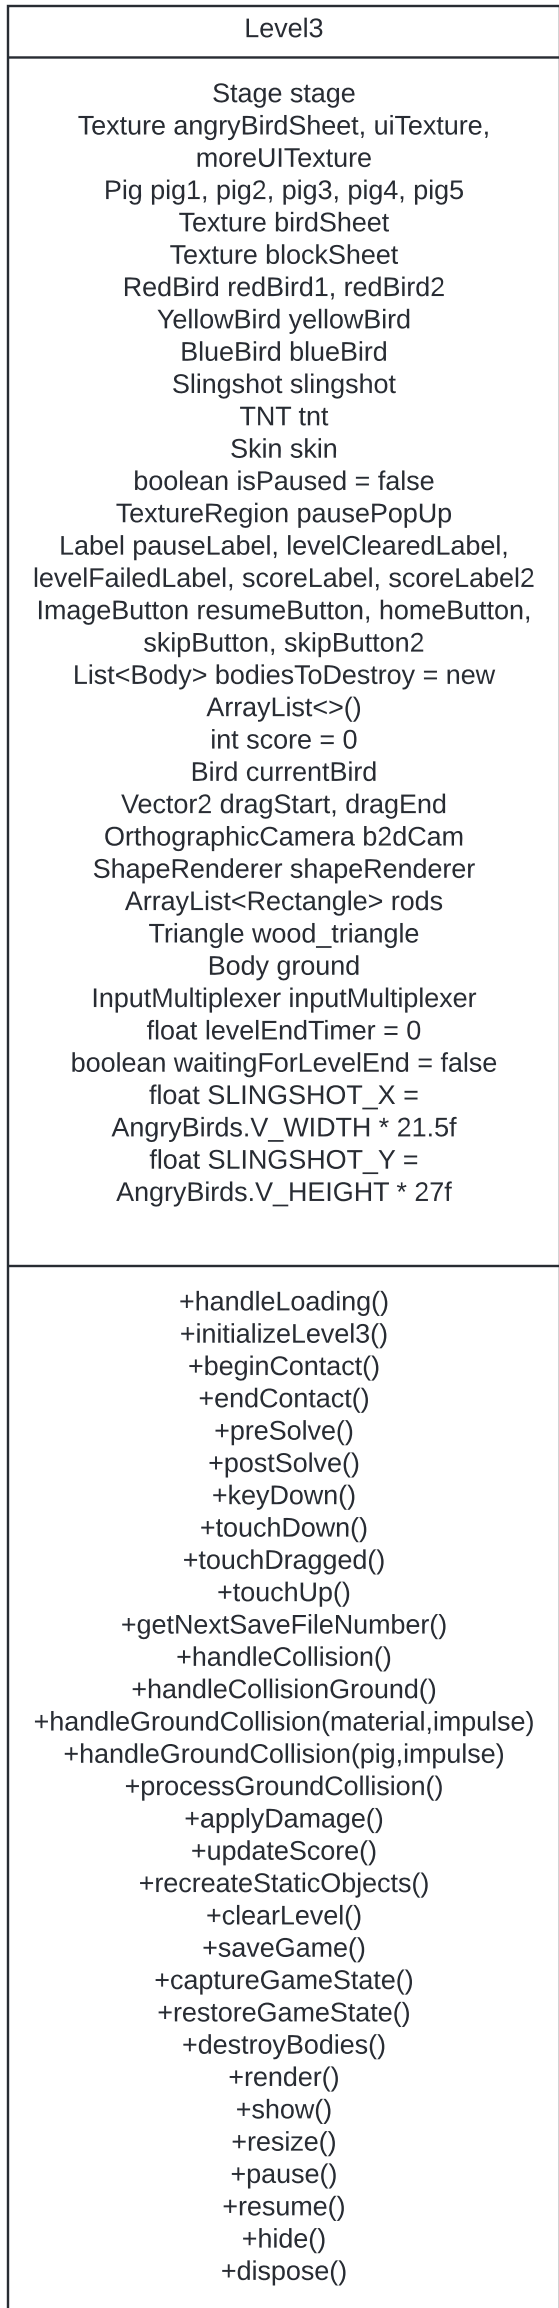 Level3
Stage stage
Texture angryBirdSheet, uiTexture,
moreUITexture
Pig pig1, pig2, pig3, pig4, pig5
Texture birdSheet
Texture blockSheet
RedBird redBird1, redBird2
YellowBird yellowBird
BlueBird blueBird
Slingshot slingshot
TNT tnt
Skin skin
boolean isPaused = false
TextureRegion pausePopUp
Label pauseLabel, levelClearedLabel,
levelFailedLabel, scoreLabel, scoreLabel2
ImageButton resumeButton, homeButton,
skipButton, skipButton2
List<Body> bodiesToDestroy = new
ArrayList<>()
int score = 0
Bird currentBird
Vector2 dragStart, dragEnd
OrthographicCamera b2dCam
ShapeRenderer shapeRenderer
ArrayList<Rectangle> rods
Triangle wood_triangle
Body ground
InputMultiplexer inputMultiplexer
float levelEndTimer = 0
boolean waitingForLevelEnd = false
float SLINGSHOT_X =
AngryBirds.V_WIDTH * 21.5f
float SLINGSHOT_Y =
AngryBirds.V_HEIGHT * 27f
+handleLoading()
+initializeLevel3()
+beginContact()
+endContact()
+preSolve()
+postSolve()
+keyDown()
+touchDown()
+touchDragged()
+touchUp()
+getNextSaveFileNumber()
+handleCollision()
+handleCollisionGround()
+handleGroundCollision(material,impulse)
+handleGroundCollision(pig,impulse)
+processGroundCollision()
+applyDamage()
+updateScore()
+recreateStaticObjects()
+clearLevel()
+saveGame()
+captureGameState()
+restoreGameState()
+destroyBodies()
+render()
+show()
+resize()
+pause()
+resume()
+hide()
+dispose()